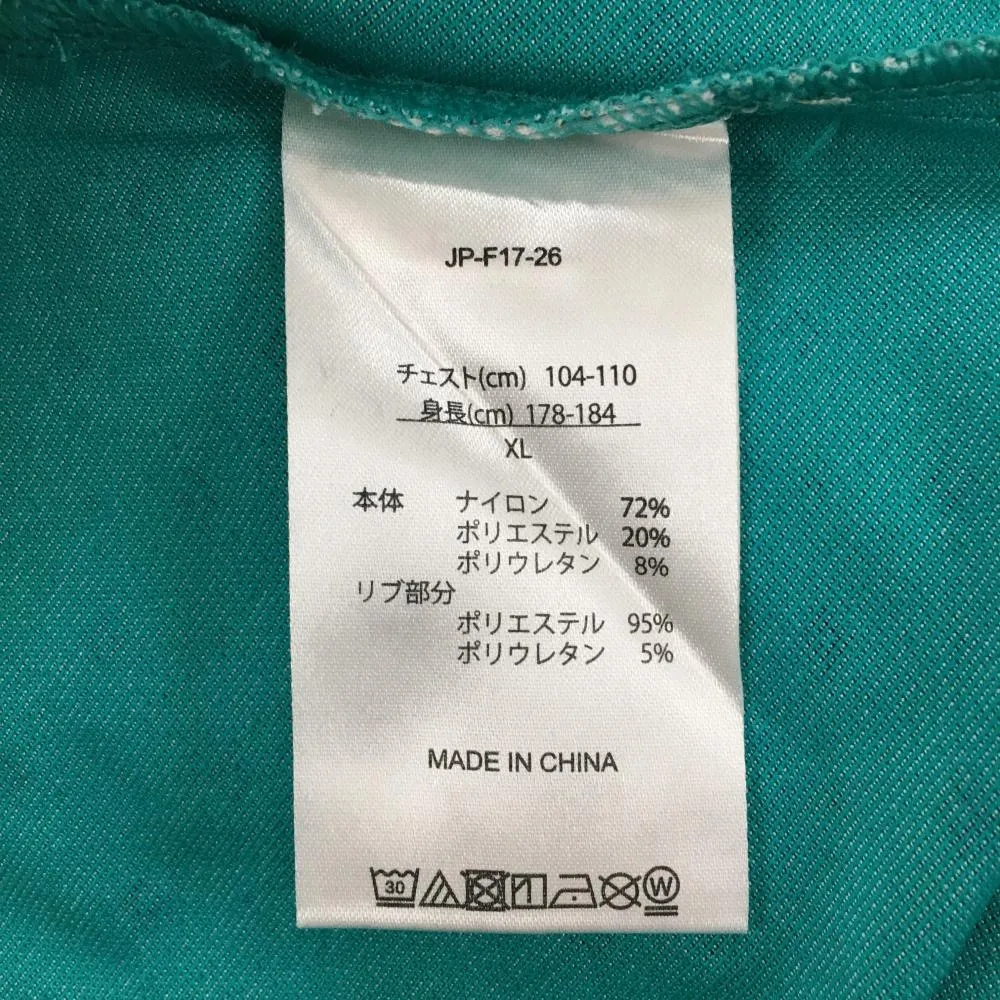 JP-F17-26
チェスト(cm) 104-110
身長(cm) 178-184
XL
本体 ナイロン 72%
ポリエステル 20%
ポリウレタン 8%
リブ部分
ポリエステル 95%
ポリウレタン 5%
MADE IN CHINA
30 W